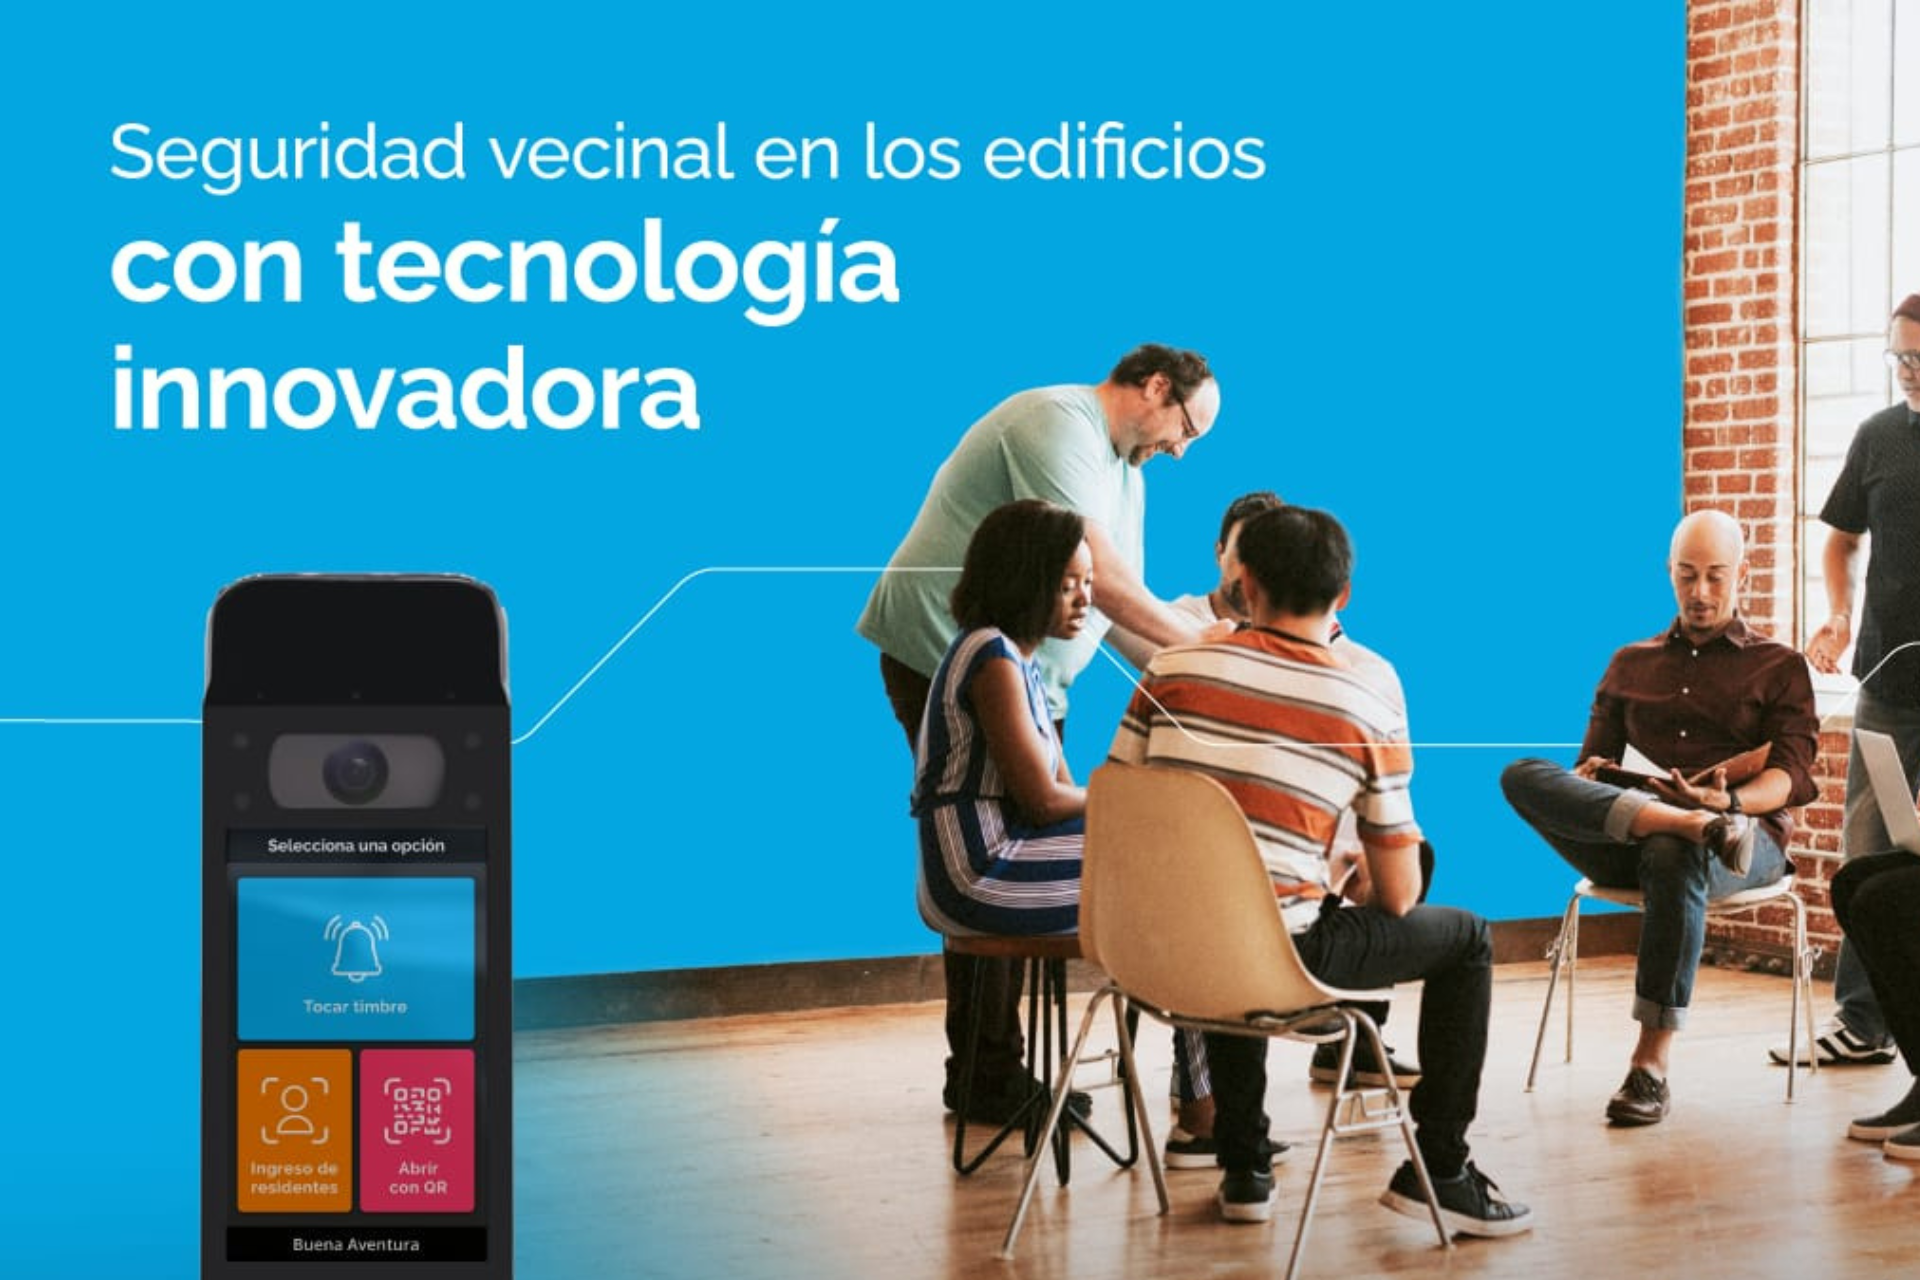 Seguridad vecinal en los edificios
con tecnología
innovadora
Selecciona una opción
Tocar timbre
Ingreso de
residentes
Abrir
con QR
Buena Aventura